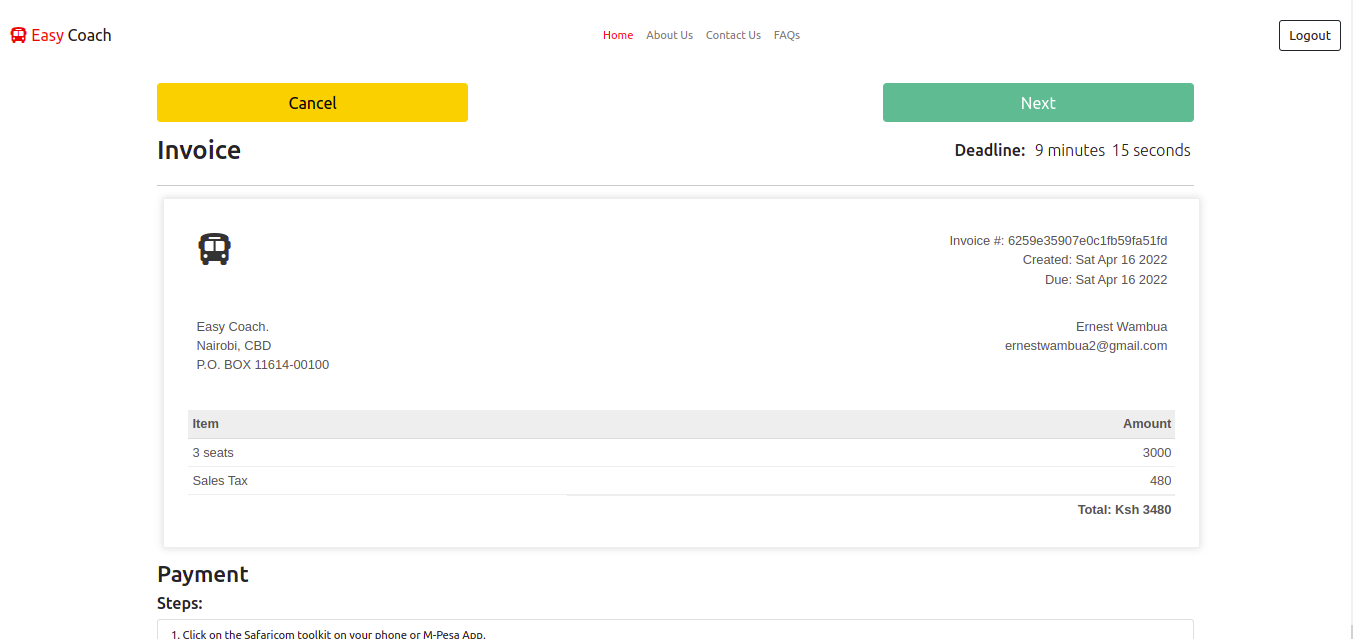 Easy Coach
Home About Us Contact Us FAQs
Logout
Cancel
Next
Invoice
Deadline: 9 minutes 15 seconds
Invoice #: 6259e35907e0c1fb59fa51fd
Created: Sat Apr 16 2022
Due: Sat Apr 16 2022
Easy Coach.
Nairobi, CBD
P.O. BOX 11614-00100
Ernest Wambua
ernestwambua2@gmail.com
Item Amount
3 seats 3000
Sales Tax 480
Total: Ksh 3480
Payment
Steps:
1. Click on the Safaricom toolkit on your phone or M-Pesa App.